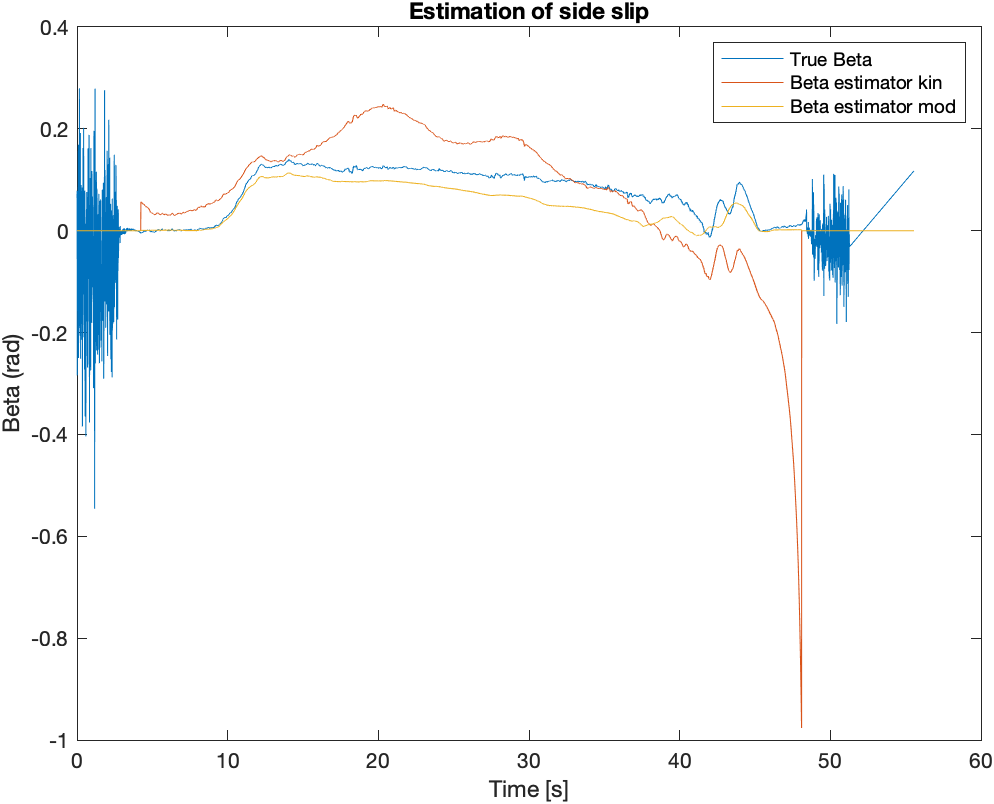 Estimation of side slip
0.4
0.2
0
-0.2
-0.4
-0.6
-0.8
-1
Beta (rad)
True Beta
Beta estimator kin
Beta estimator mod
0 10 20 30 40 50 60
Time [s]